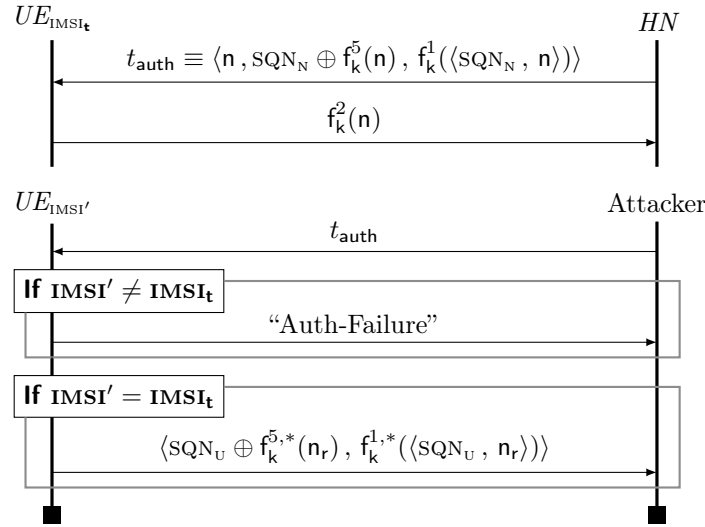 UE_IMSI_t HN
t_auth ≡ ⟨n , SQN_N ⊕ f^5_k(n) , f^1_k(⟨SQN_N , n⟩)⟩
f^2_k(n)
UE_IMSI′ Attacker
t_auth
If IMSI′ ≠ IMSI_t
“Auth-Failure”
If IMSI′ = IMSI_t
⟨SQN_U ⊕ f^{5,*}_k(n_r) , f^{1,*}_k(⟨SQN_U , n_r⟩)⟩